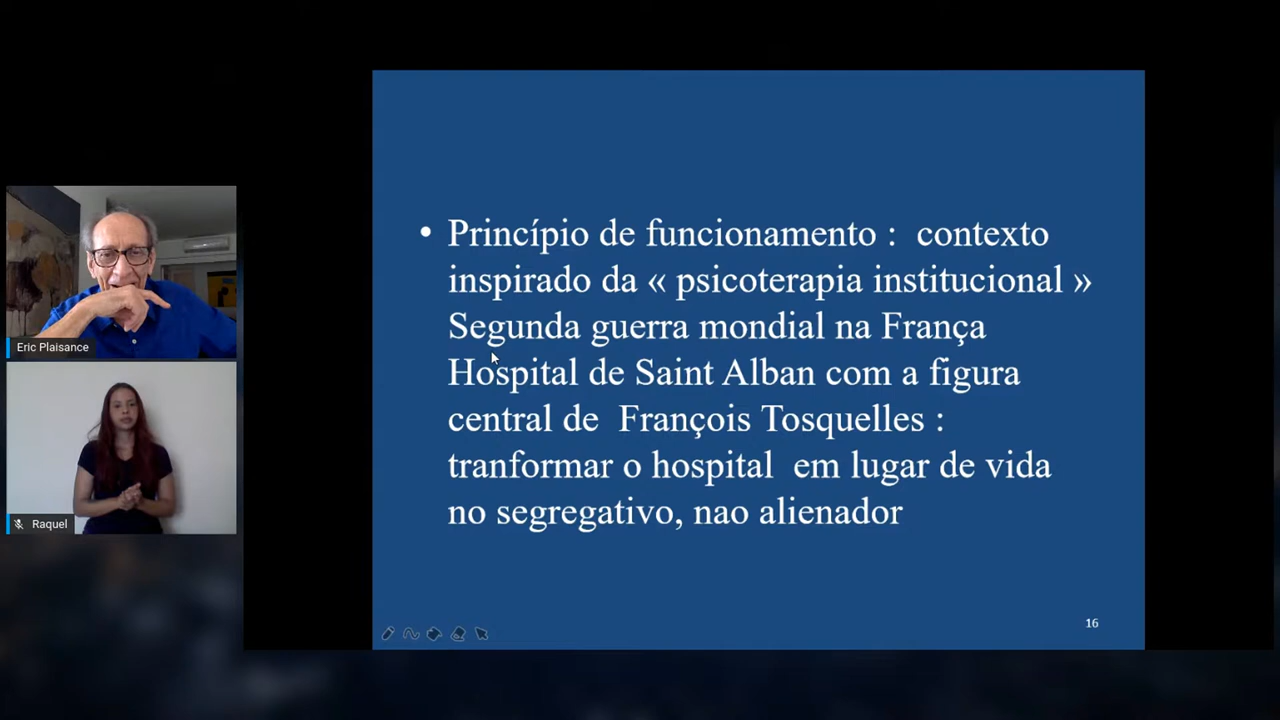 • Princípio de funcionamento : contexto
inspirado da « psicoterapia institucional »
Segunda guerra mondial na França
Hospital de Saint Alban com a figura
central de François Tosquelles :
tranformar o hospital em lugar de vida
no segregativo, nao alienador
16
Eric Plaisance
Raquel